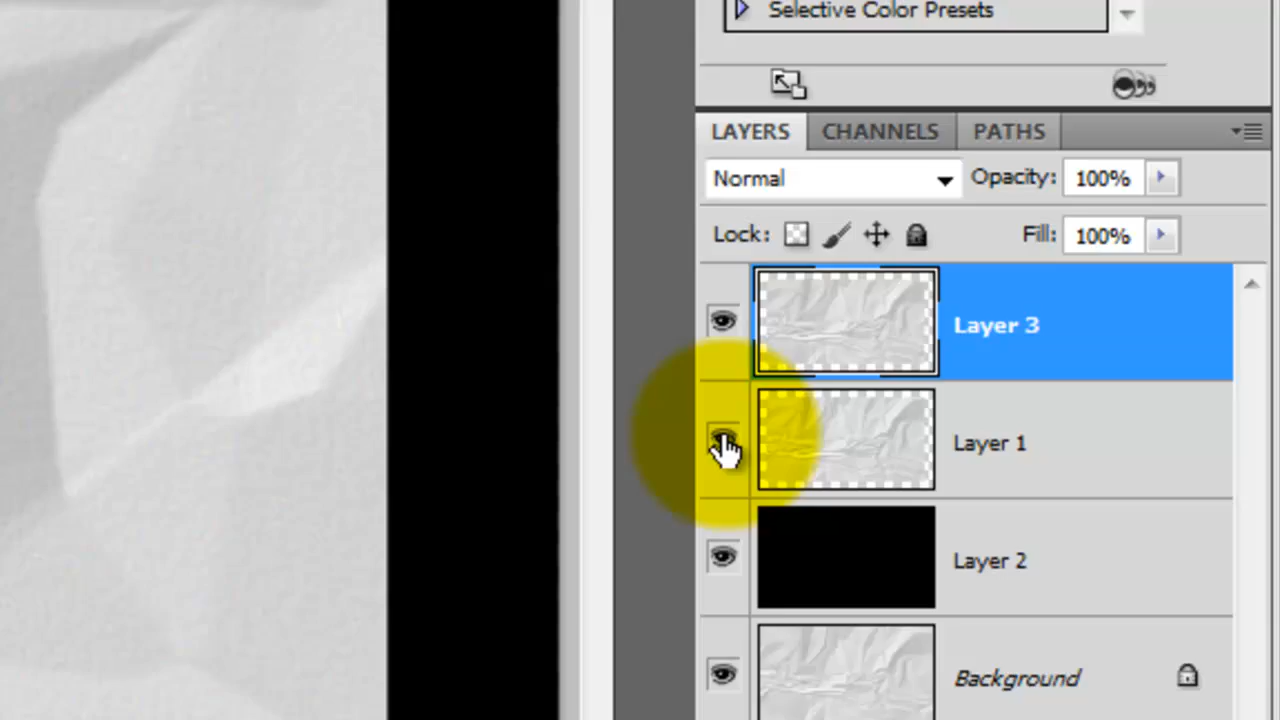 Selective Color Presets
LAYERS CHANNELS PATHS
Normal Opacity: 100%
Lock: Fill: 100%
Layer 3
Layer 1
Layer 2
Background